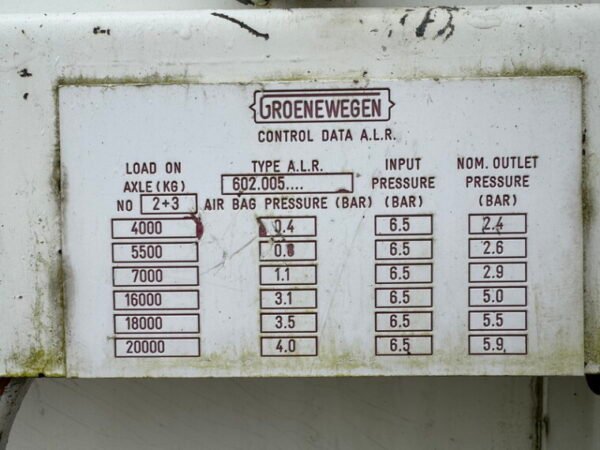 GROENEWEGEN
CONTROL DATA A.L.R.
LOAD ON AXLE (KG) TYPE A.L.R. INPUT PRESSURE NOM. OUTLET PRESSURE
602.005....
NO 2+3 AIR BAG PRESSURE (BAR) (BAR) (BAR)
4000 0.4 6.5 2.4
5500 0.8 6.5 2.6
7000 1.1 6.5 2.9
16000 3.1 6.5 5.0
18000 3.5 6.5 5.5
20000 4.0 6.5 5.9